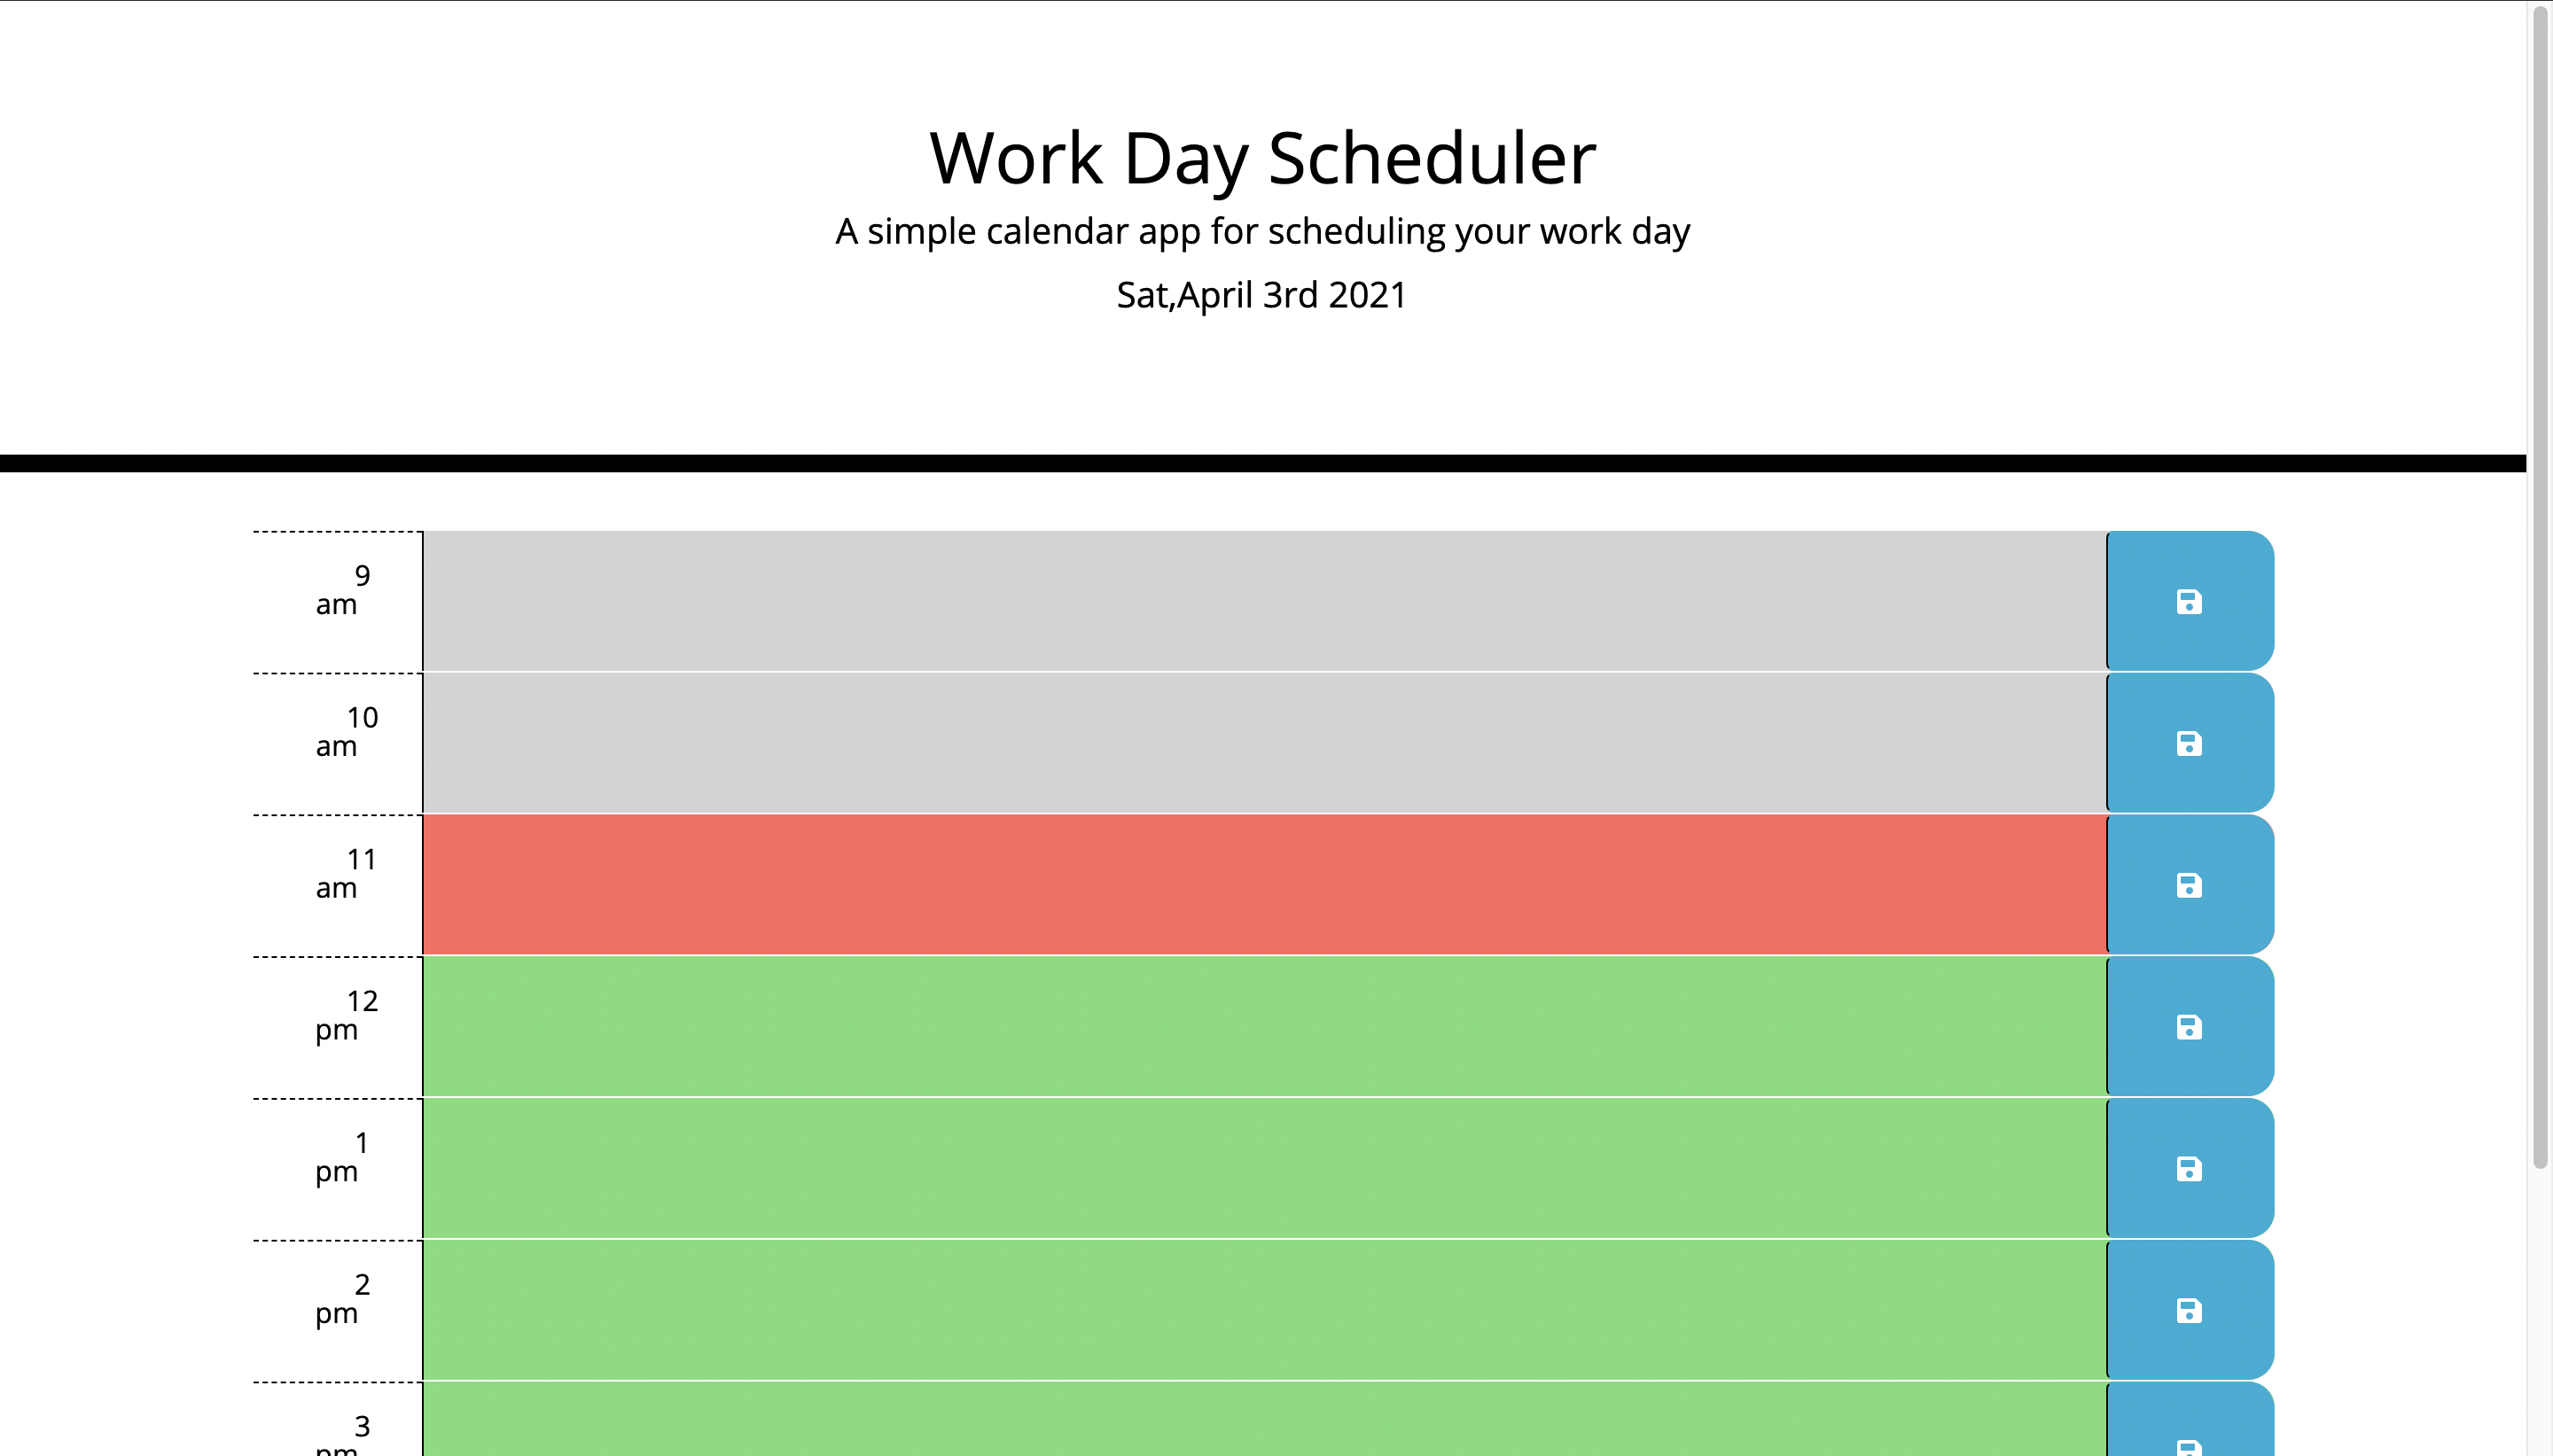 Work Day Scheduler
A simple calendar app for scheduling your work day
Sat,April 3rd 2021
9
am
10
am
11
am
12
pm
1
pm
2
pm
3
pm